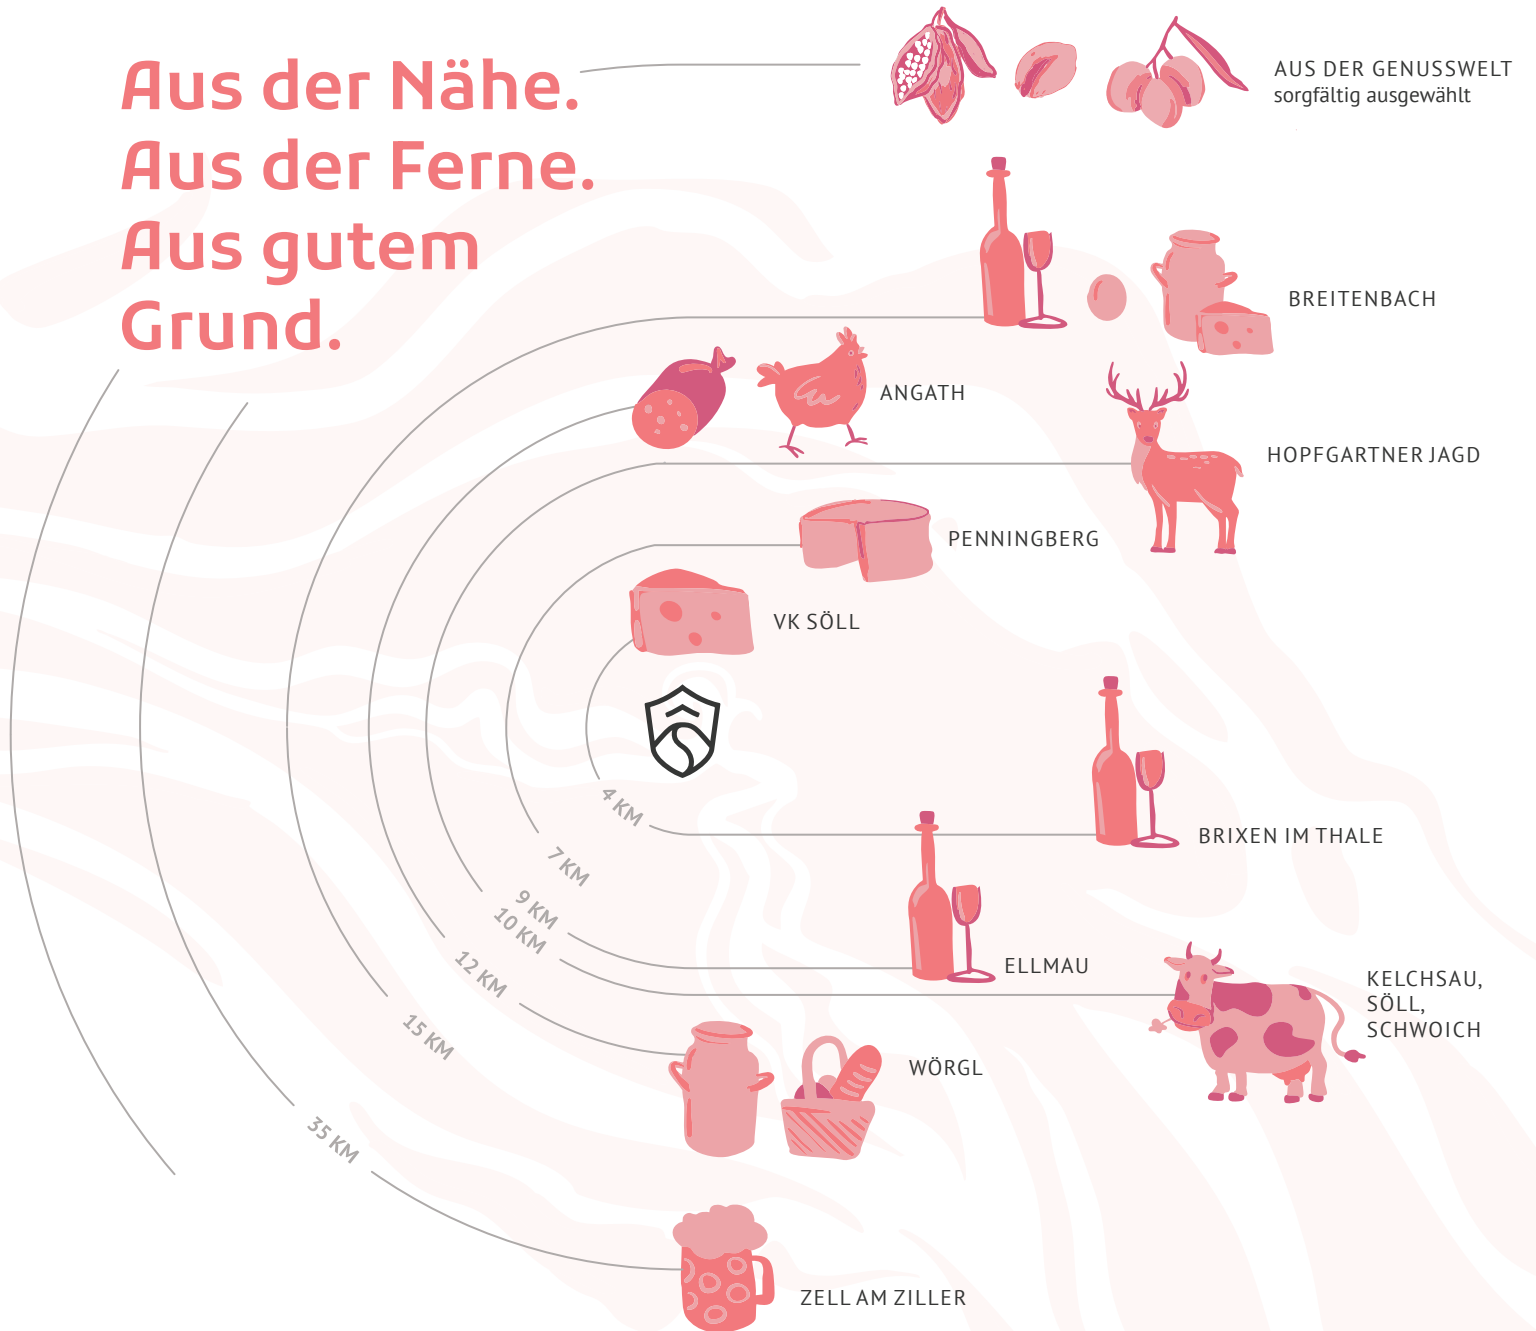 Aus der Nähe.
Aus der Ferne.
Aus gutem
Grund.
AUS DER GENUSSWELT
sorgfältig ausgewählt
BREITENBACH
ANGATH
HOPFGARTNER JAGD
PENNINGBERG
VK SÖLL
4 KM
BRIXEN IM THALE
7 KM
9 KM
10 KM
12 KM
ELLMAU
KELCHSAU,
SÖLL,
SCHWOICH
15 KM
WÖRGL
35 KM
ZELL AM ZILLER